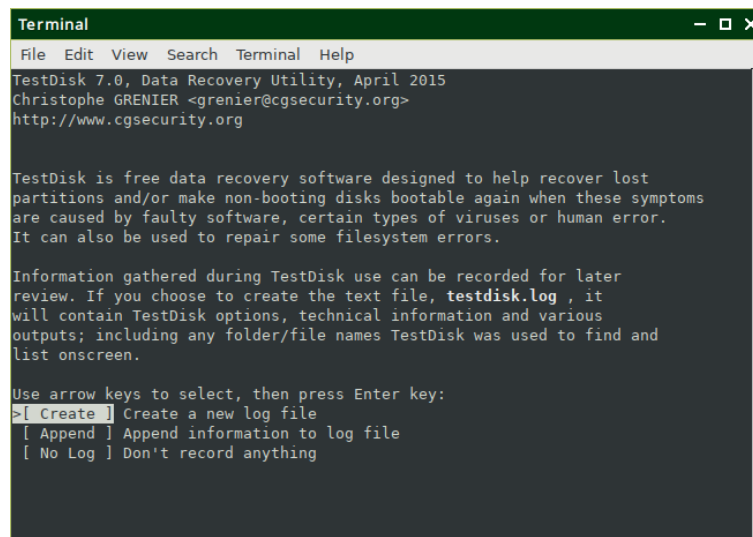 Terminal
File Edit View Search Terminal Help
TestDisk 7.0, Data Recovery Utility, April 2015
Christophe GRENIER <grenier@cgsecurity.org>
http://www.cgsecurity.org
TestDisk is free data recovery software designed to help recover lost
partitions and/or make non-booting disks bootable again when these symptoms
are caused by faulty software, certain types of viruses or human error.
It can also be used to repair some filesystem errors.
Information gathered during TestDisk use can be recorded for later
review. If you choose to create the text file, testdisk.log , it
will contain TestDisk options, technical information and various
outputs; including any folder/file names TestDisk was used to find and
list onscreen.
Use arrow keys to select, then press Enter key:
>[ Create ] Create a new log file
[ Append ] Append information to log file
[ No Log ] Don't record anything